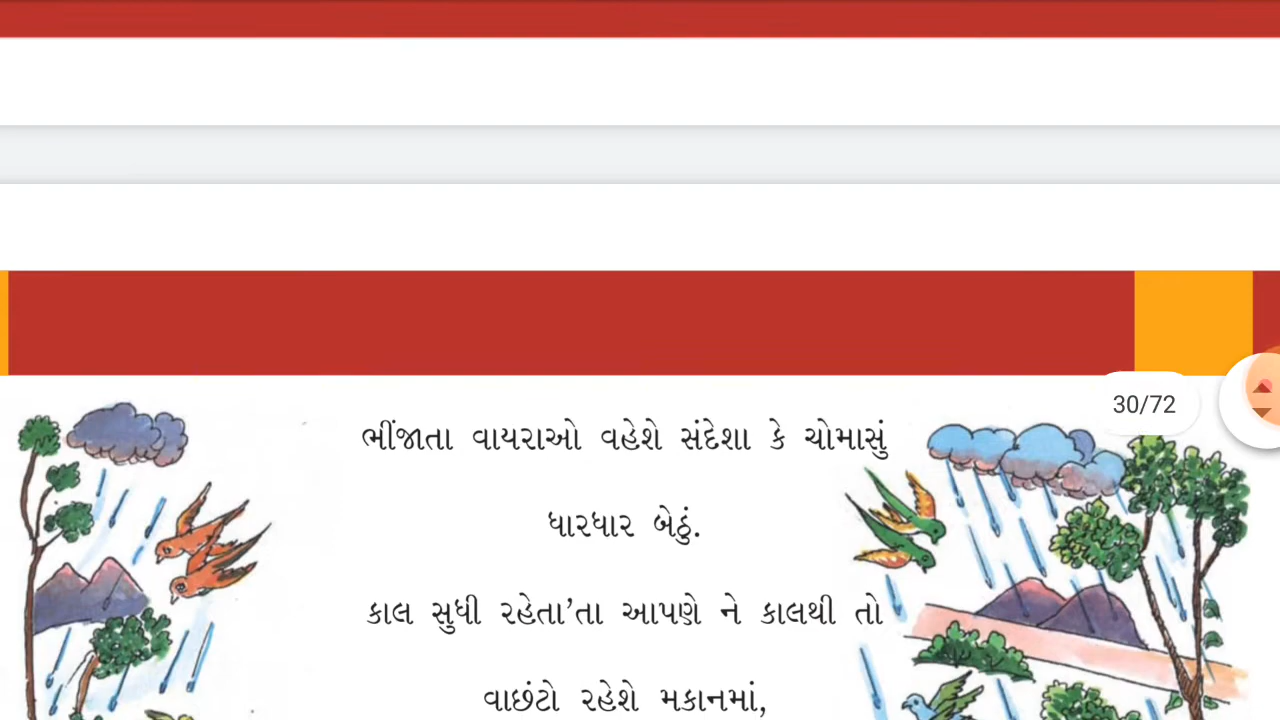 30/72
ભીંજાતા વાયરાઓ વહેશે સંદેશા કે ચોમાસું
ધારધાર બેઠું.
કાલ સુધી રહેતા’તા આપણે ને કાલથી તો
વાછંટો રહેશે મકાનમાં,